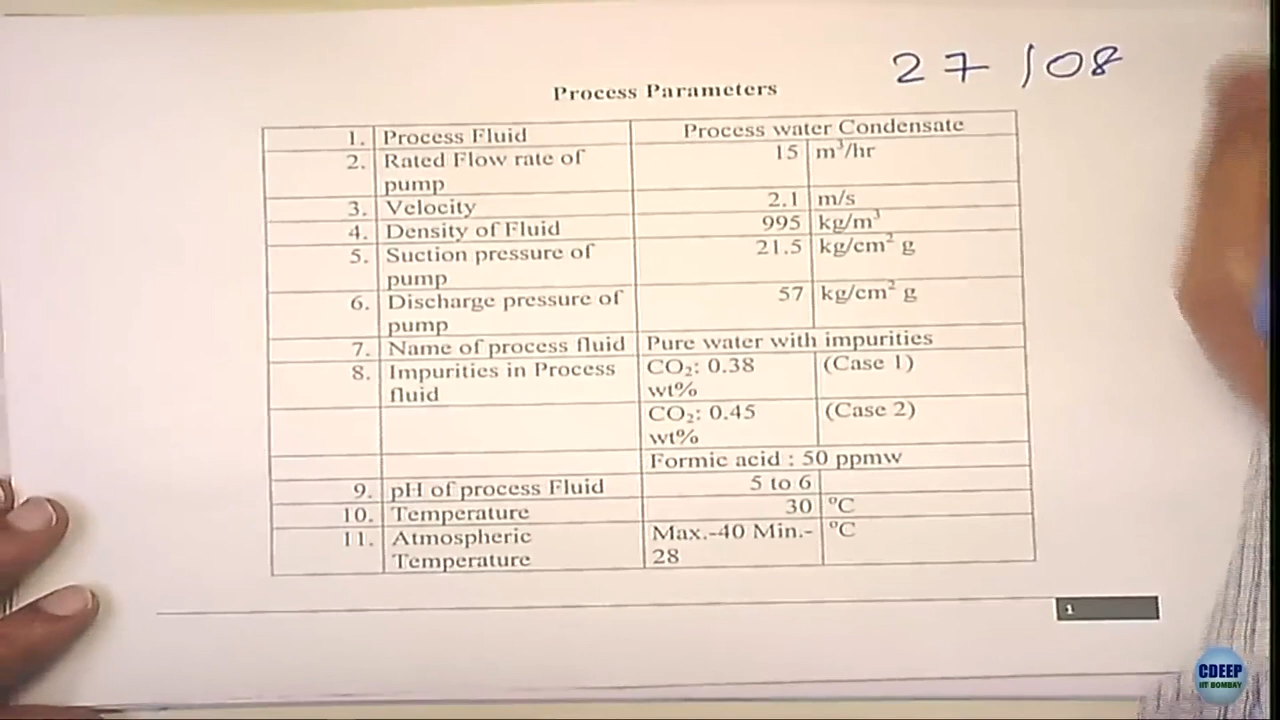 27/08
Process Parameters
1. Process Fluid Process water Condensate
2. Rated Flow rate of 15 m³/hr
pump
3. Velocity 2.1 m/s
4. Density of Fluid 995 kg/m³
5. Suction pressure of 21.5 kg/cm² g
pump
6. Discharge pressure of 57 kg/cm² g
pump
7. Name of process fluid Pure water with impurities
8. Impurities in Process CO₂: 0.38 (Case 1)
fluid wt%
CO₂: 0.45 (Case 2)
wt%
Formic acid : 50 ppmw
9. pH of process Fluid 5 to 6
10. Temperature 30 ºC
11. Atmospheric Max.-40 Min.- ºC
Temperature 28
1
CDEEP
IIT BOMBAY